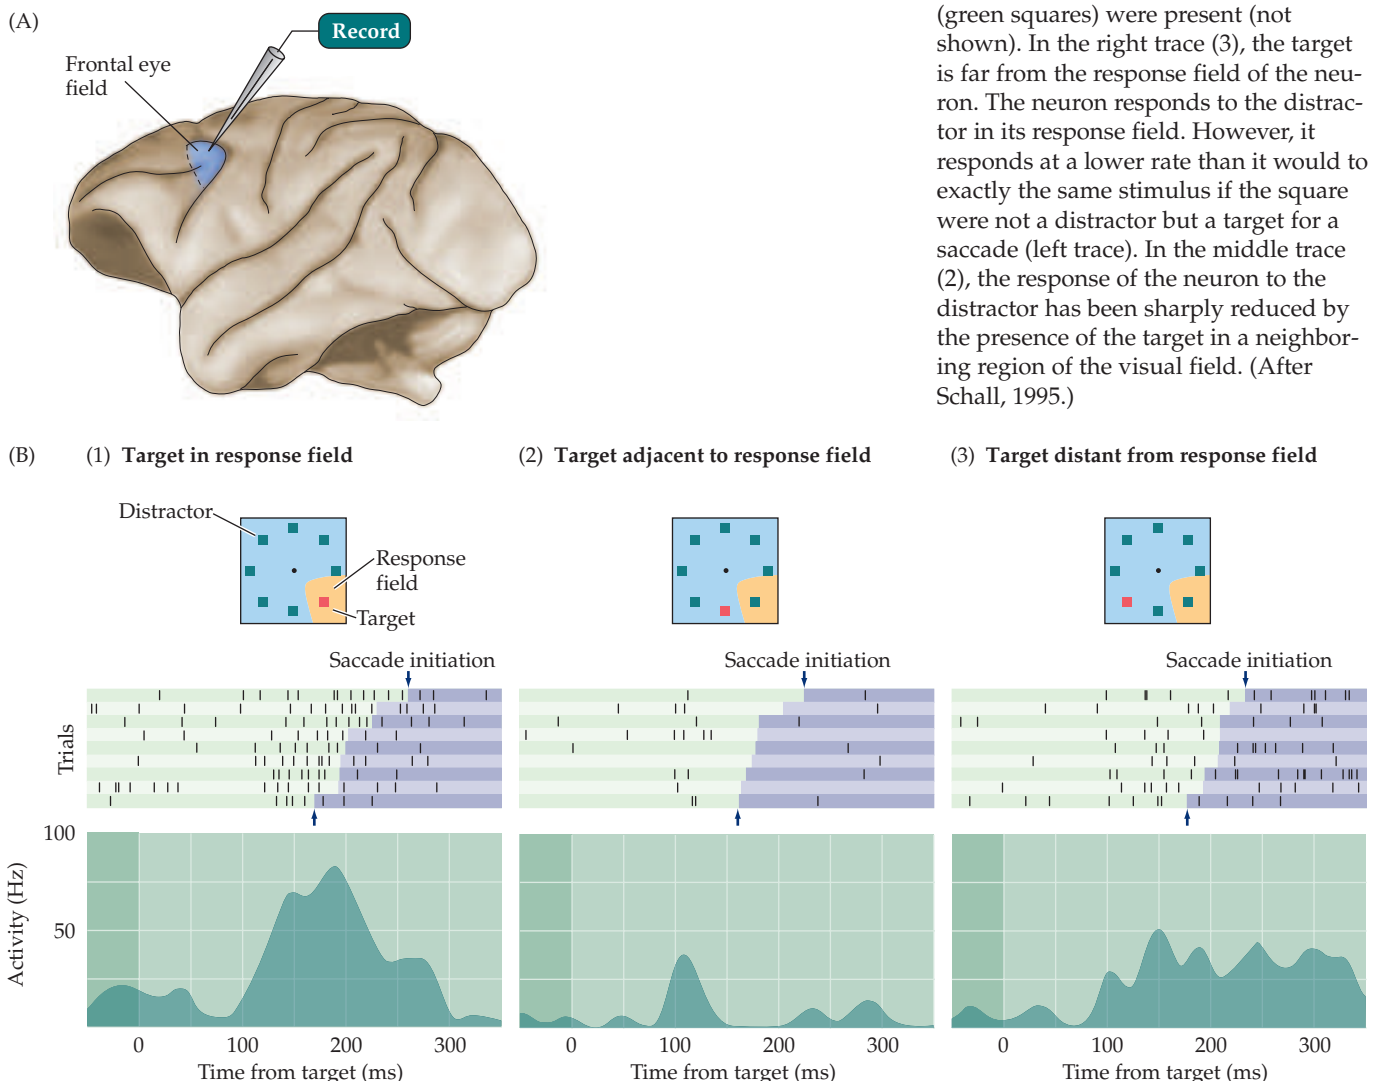 (A)
Record
Frontal eye
field
(green squares) were present (not
shown). In the right trace (3), the target
is far from the response field of the neu-
ron. The neuron responds to the distrac-
tor in its response field. However, it
responds at a lower rate than it would to
exactly the same stimulus if the square
were not a distractor but a target for a
saccade (left trace). In the middle trace
(2), the response of the neuron to the
distractor has been sharply reduced by
the presence of the target in a neighbor-
ing region of the visual field. (After
Schall, 1995.)
(B)
(1) Target in response field
(2) Target adjacent to response field
(3) Target distant from response field
Distractor
Response
field
Target
Saccade initiation
Saccade initiation
Saccade initiation
Trials
Activity (Hz)
100
50
0 100 200 300
0 100 200 300
0 100 200 300
Time from target (ms)
Time from target (ms)
Time from target (ms)